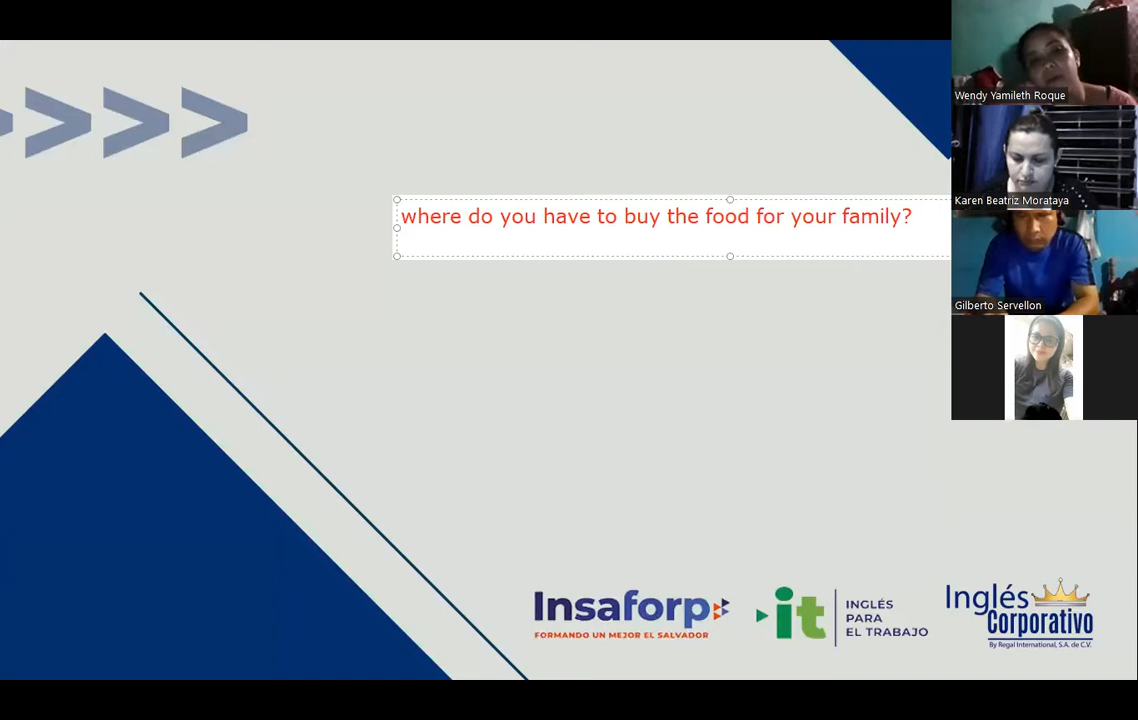 where do you have to buy the food for your family?
Wendy Yamileth Roque
Karen Beatriz Morataya
Gilberto Servellon
Insaforp
FORMANDO UN MEJOR EL SALVADOR
it
INGLÉS
PARA
EL TRABAJO
Inglés
Corporativo
By Regal International, S.A. de C.V.